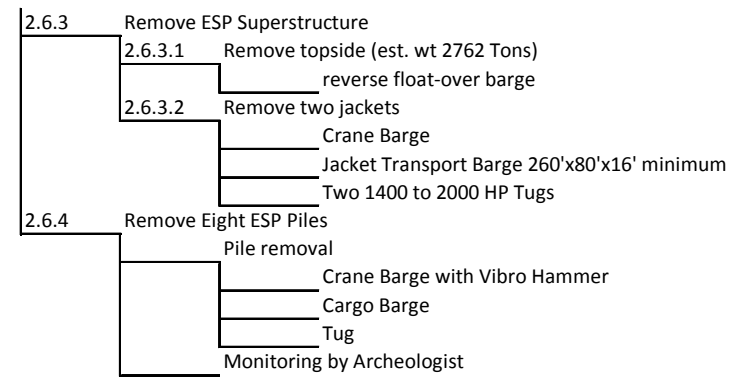 2.6.3 Remove ESP Superstructure
2.6.3.1 Remove topside (est. wt 2762 Tons)
reverse float-over barge
2.6.3.2 Remove two jackets
Crane Barge
Jacket Transport Barge 260'x80'x16' minimum
Two 1400 to 2000 HP Tugs
2.6.4 Remove Eight ESP Piles
Pile removal
Crane Barge with Vibro Hammer
Cargo Barge
Tug
Monitoring by Archeologist